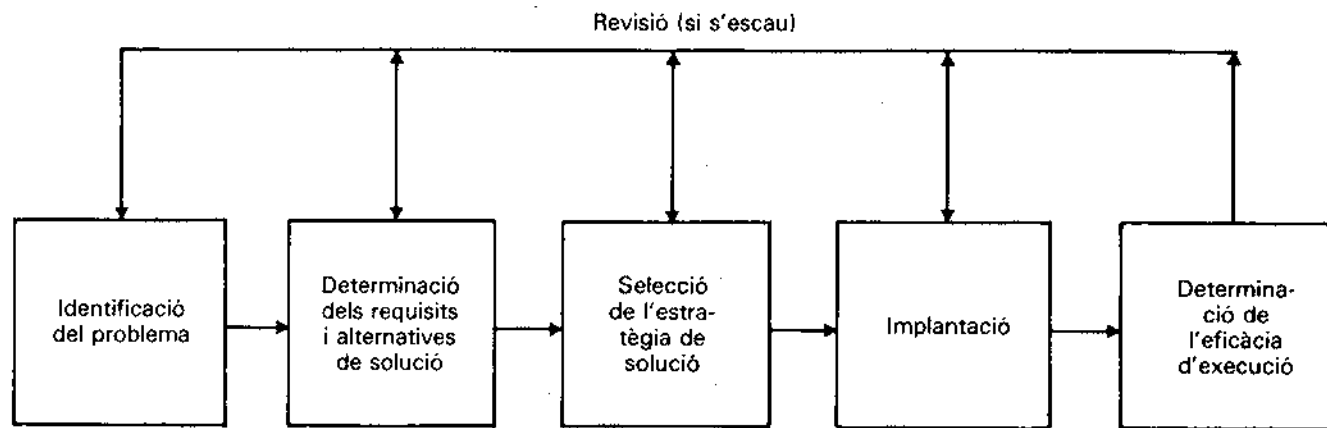 Revisió (si s'escau)
Identificació
del problema
Determinació
dels requisits
i alternatives
de solució
Selecció
de l'estra-
tègia de
solució
Implantació
Determina-
ció de
l'eficàcia
d'execució